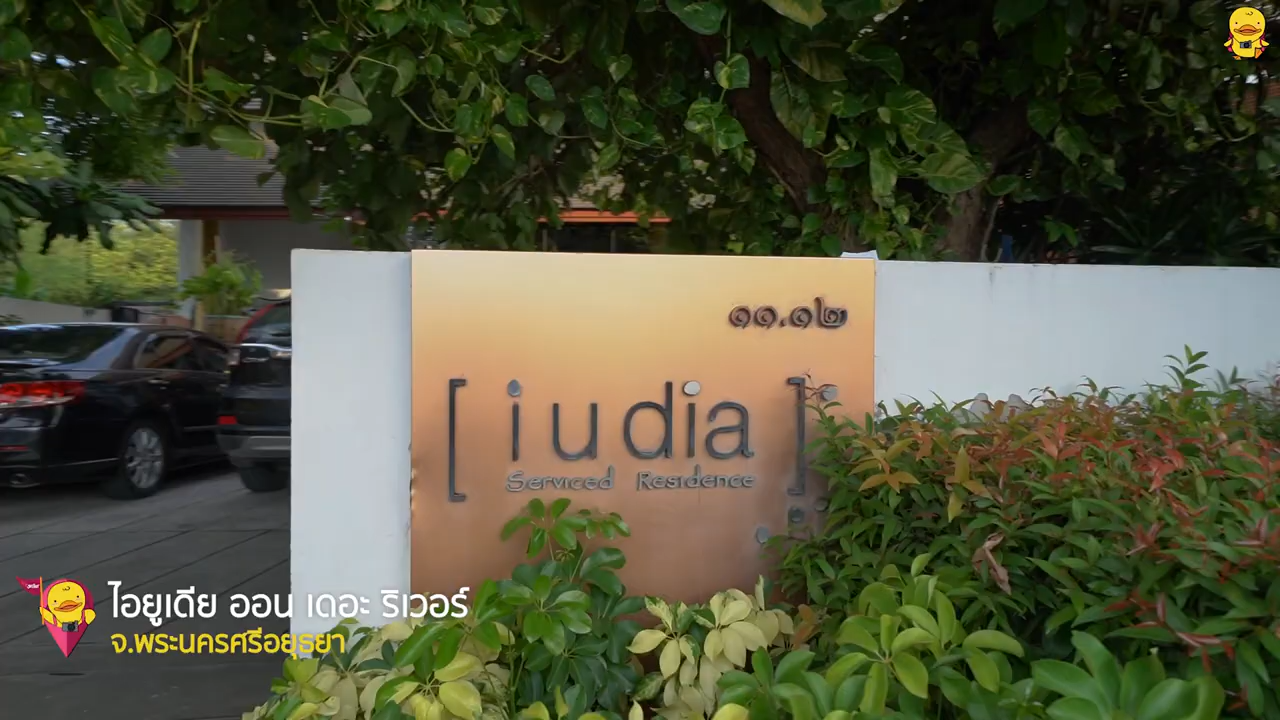 ๑๑.๑๒
[iudia]
Serviced Residence
ไอยูเดีย ออน เดอะ ริเวอร์
จ.พระนครศรีอยุธยา